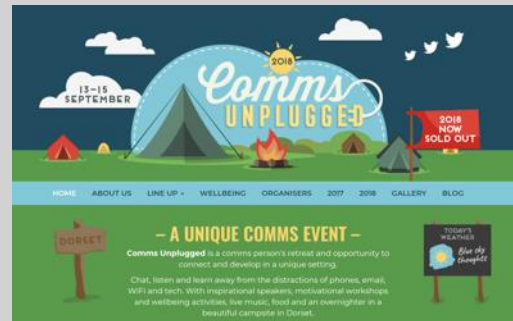 2018
Comms
UNPLUGGED
13-15
SEPTEMBER
2018
NOW
SOLD OUT
HOME ABOUT US LINE UP WELLBEING ORGANISERS 2017 2018 GALLERY BLOG
DORSET
– A UNIQUE COMMS EVENT –
Comms Unplugged is a comms person's retreat and opportunity to
connect and develop in a unique setting.
Chat, listen and learn away from the distractions of phones, email,
WiFi and tech. With inspirational speakers, motivational workshops
and wellbeing activities, live music, food and an overnighter in a
beautiful campsite in Dorset.
TODAY'S
WEATHER
Blue sky
thoughts